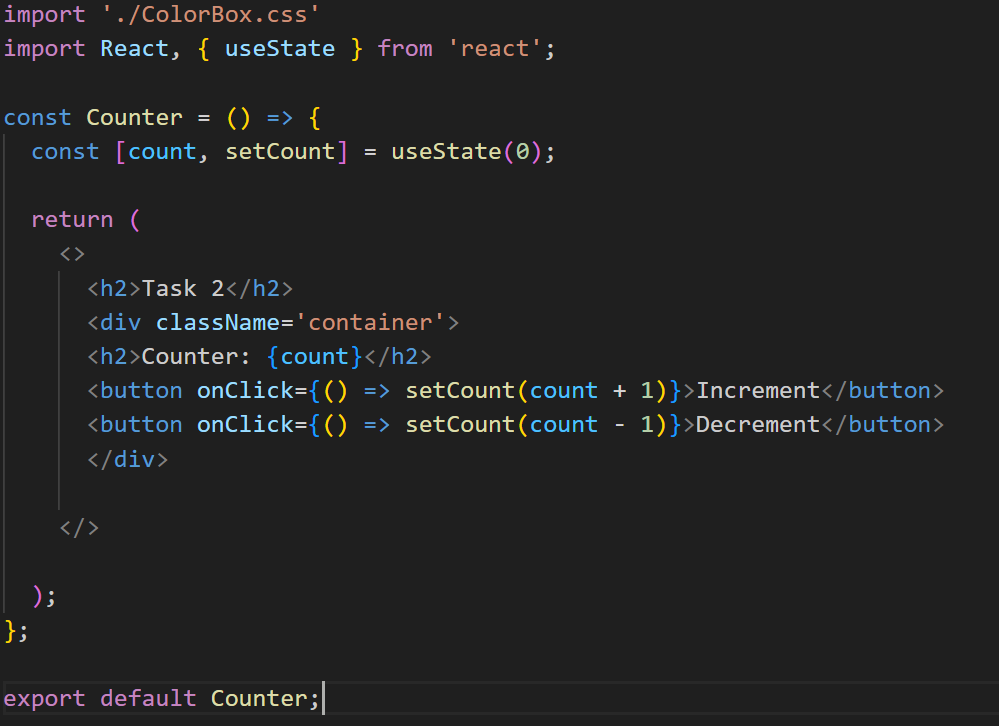 import './ColorBox.css'
import React, { useState } from 'react';
const Counter = () => {
const [count, setCount] = useState(0);
return (
<>
<h2>Task 2</h2>
<div className='container'>
<h2>Counter: {count}</h2>
<button onClick={() => setCount(count + 1)}>Increment</button>
<button onClick={() => setCount(count - 1)}>Decrement</button>
</div>
</>
);
};
export default Counter;